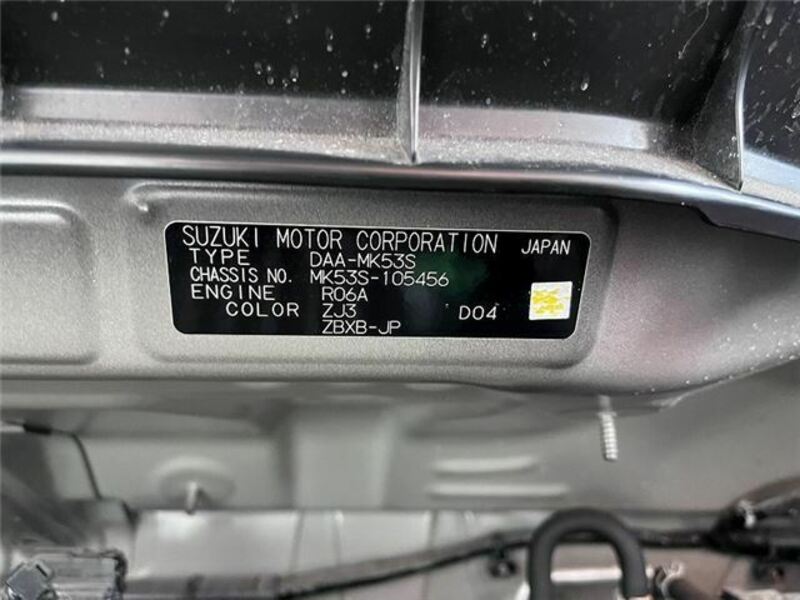 SUZUKI MOTOR CORPORATION JAPAN
TYPE DAA-MK53S
CHASSIS NO. MK53S-105456
ENGINE R06A
COLOR ZJ3 D04
ZBXB-JP